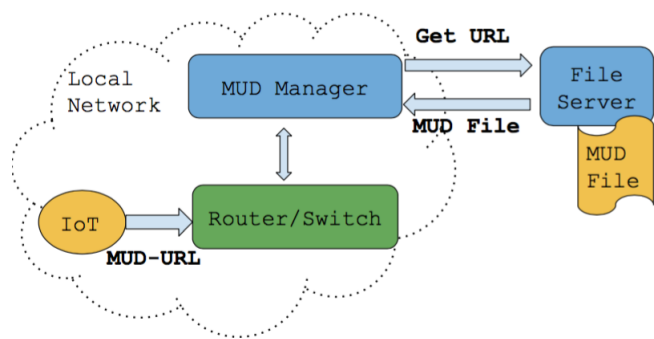 Get URL
Local
Network
MUD Manager
File
Server
MUD File
MUD
File
IoT
Router/Switch
MUD-URL